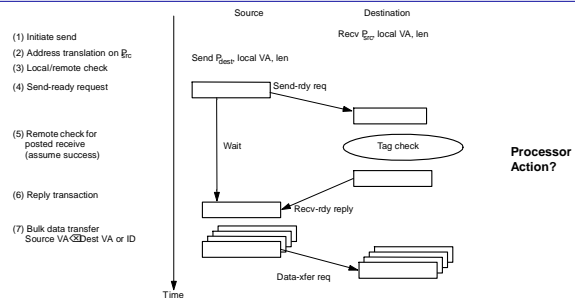 Source
Destination
(1) Initiate send
Recv Psrc, local VA, len
(2) Address translation on Psrc
Send Pdest, local VA, len
(3) Local/remote check
(4) Send-ready request
Send-rdy req
(5) Remote check for
posted receive
(assume success)
Wait
Tag check
Processor
Action?
(6) Reply transaction
Recv-rdy reply
(7) Bulk data transfer
Source VA Dest VA or ID
Data-xfer req
Time